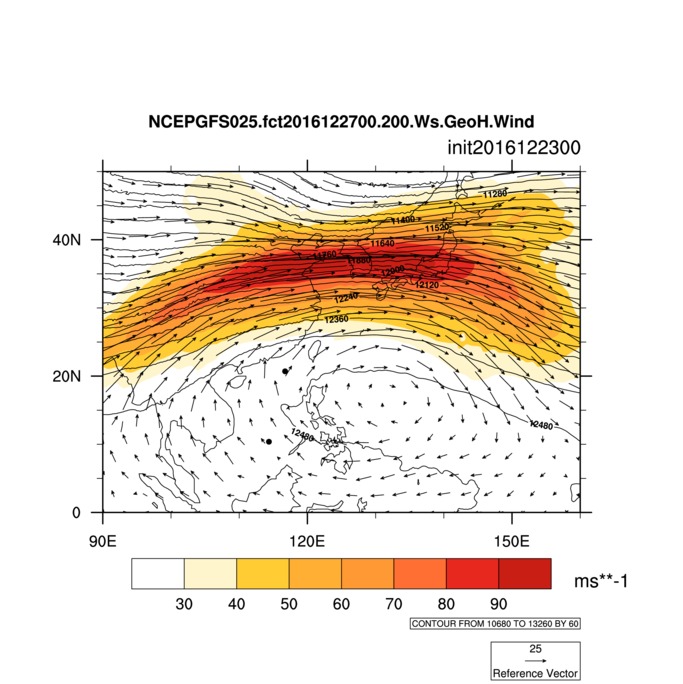 NCEPGFS025.fct2016122700.200.Ws.GeoH.Wind
init2016122300
11280
11400
11520
40N
11640
11760
11880
12000
12120
12240
12360
20N
12480
12480
0
90E 120E 150E
ms**-1
30 40 50 60 70 80 90
CONTOUR FROM 10680 TO 13260 BY 60
25
Reference Vector